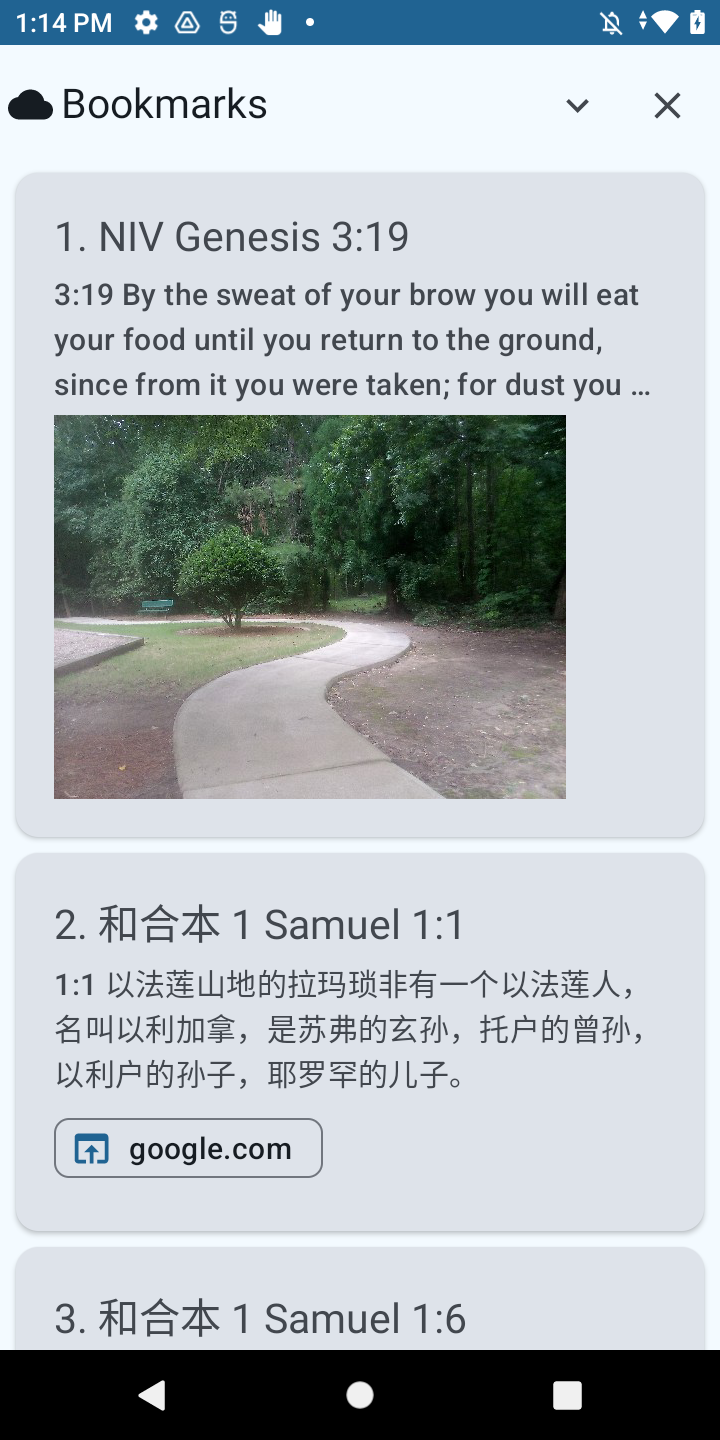 1:14 PM
Bookmarks
1. NIV Genesis 3:19
3:19 By the sweat of your brow you will eat
your food until you return to the ground,
since from it you were taken; for dust you …
2. 和合本 1 Samuel 1:1
1:1 以法莲山地的拉玛琐非有一个以法莲人，
名叫以利加拿，是苏弗的玄孙，托户的曾孙，
以利户的孙子，耶罗罕的儿子。
google.com
3. 和合本 1 Samuel 1:6